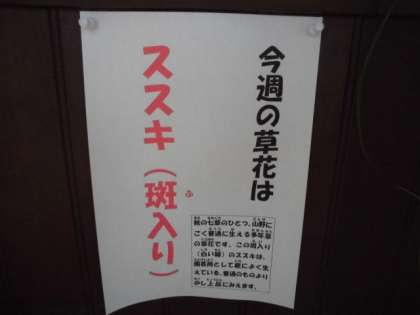 今週の草花は
ススキ（斑入り）
ふ
秋の七草のひとつ。山野に
ごく普通に生える多年草
の草花です。この斑入り
（白い縞）のススキは、
園芸用として庭によく生
えている。普通のものより
少し上品にみえます。